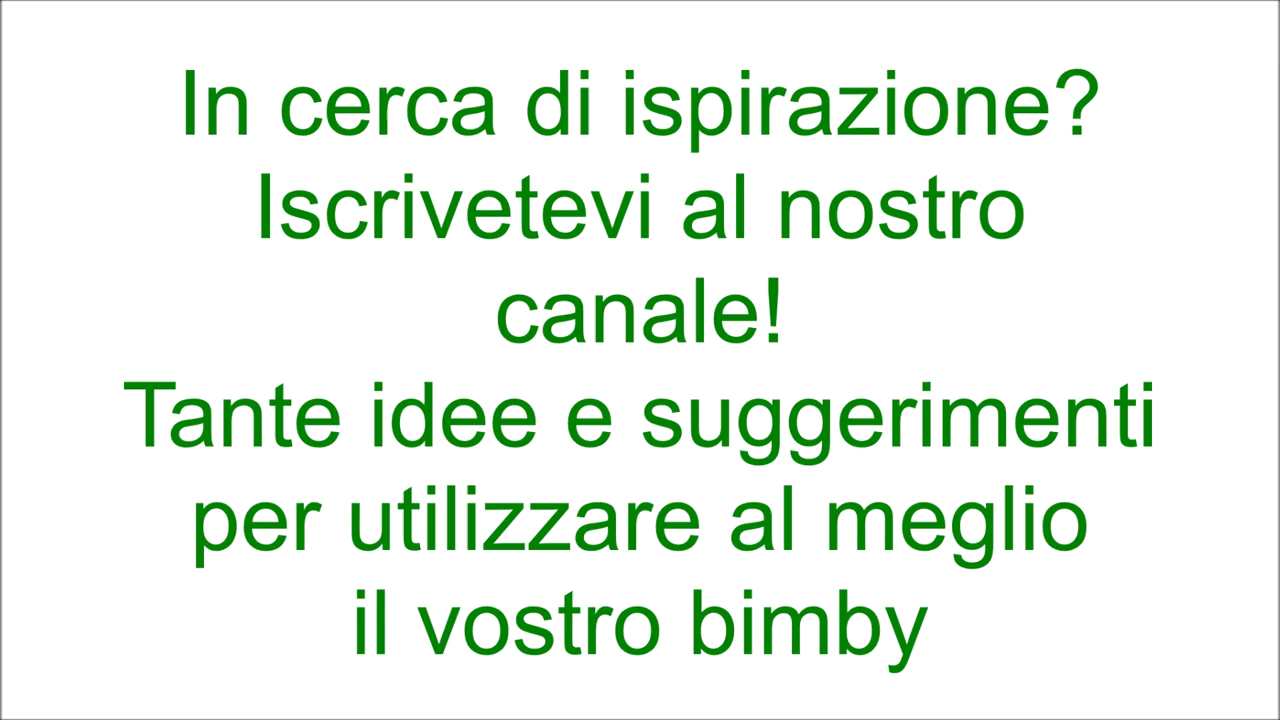 In cerca di ispirazione?
Iscrivetevi al nostro
canale!
Tante idee e suggerimenti
per utilizzare al meglio
il vostro bimby